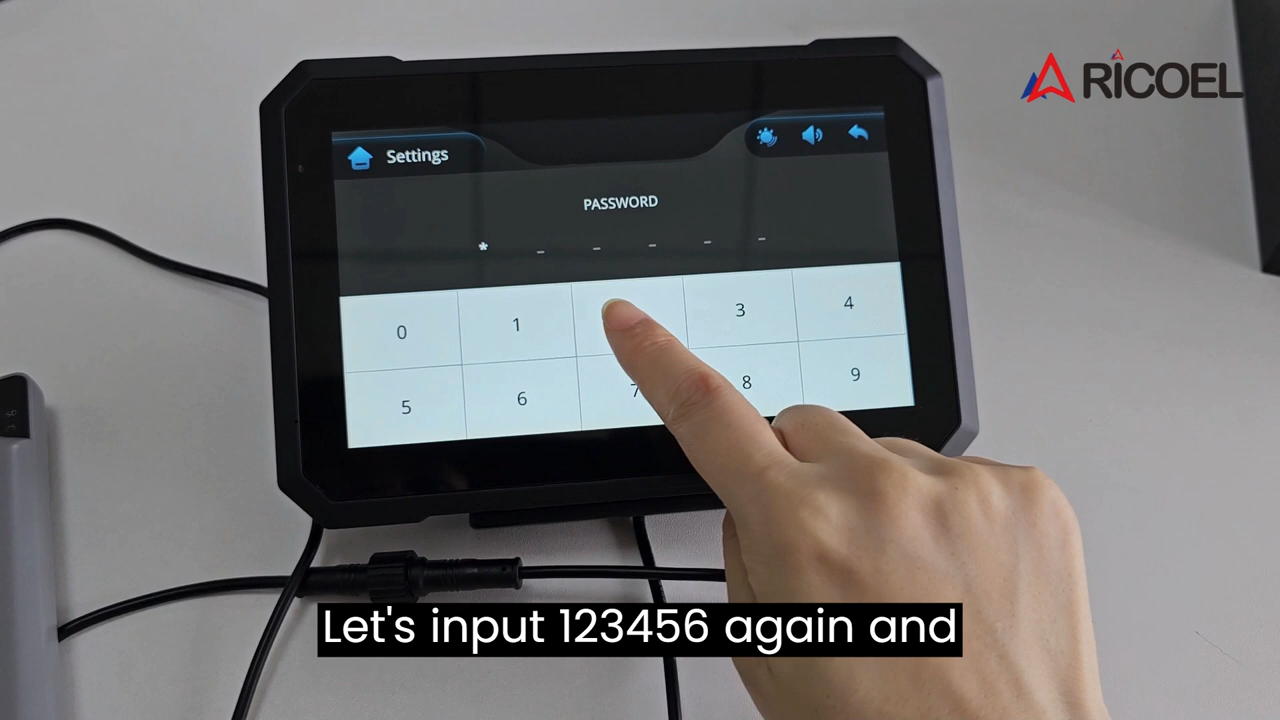 RICOEL
Settings
PASSWORD
* _ _ _ _ _
0 1 3 4
5 6 7 8 9
Let's input 123456 again and